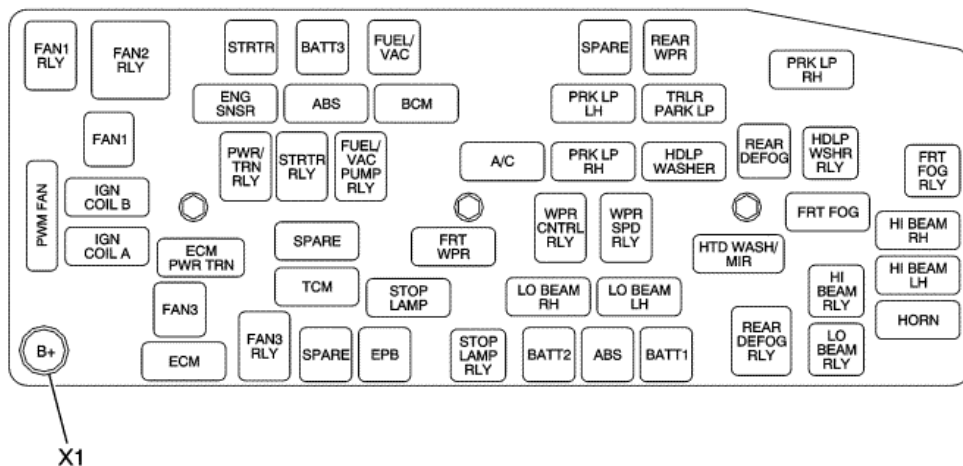 FAN1
RLY
FAN2
RLY
STRTR
BATT3
FUEL/
VAC
SPARE
REAR
WPR
PRK LP
RH
ENG
SNSR
ABS
BCM
PRK LP
LH
TRLR
PARK LP
FAN1
PWR/
TRN
RLY
STRTR
RLY
FUEL/
VAC
PUMP
RLY
A/C
PRK LP
RH
HDLP
WASHER
REAR
DEFOG
HDLP
WSHR
RLY
FRT
FOG
RLY
PWM FAN
IGN
COIL B
IGN
COIL A
ECM
PWR TRN
SPARE
FRT
WPR
WPR
CNTRL
RLY
WPR
SPD
RLY
FRT FOG
HI BEAM
RH
HTD WASH/
MIR
TCM
STOP
LAMP
LO BEAM
RH
LO BEAM
LH
HI
BEAM
RLY
HI BEAM
LH
FAN3
HORN
B+
ECM
FAN3
RLY
SPARE
EPB
STOP
LAMP
RLY
BATT2
ABS
BATT1
REAR
DEFOG
RLY
LO
BEAM
RLY
X1